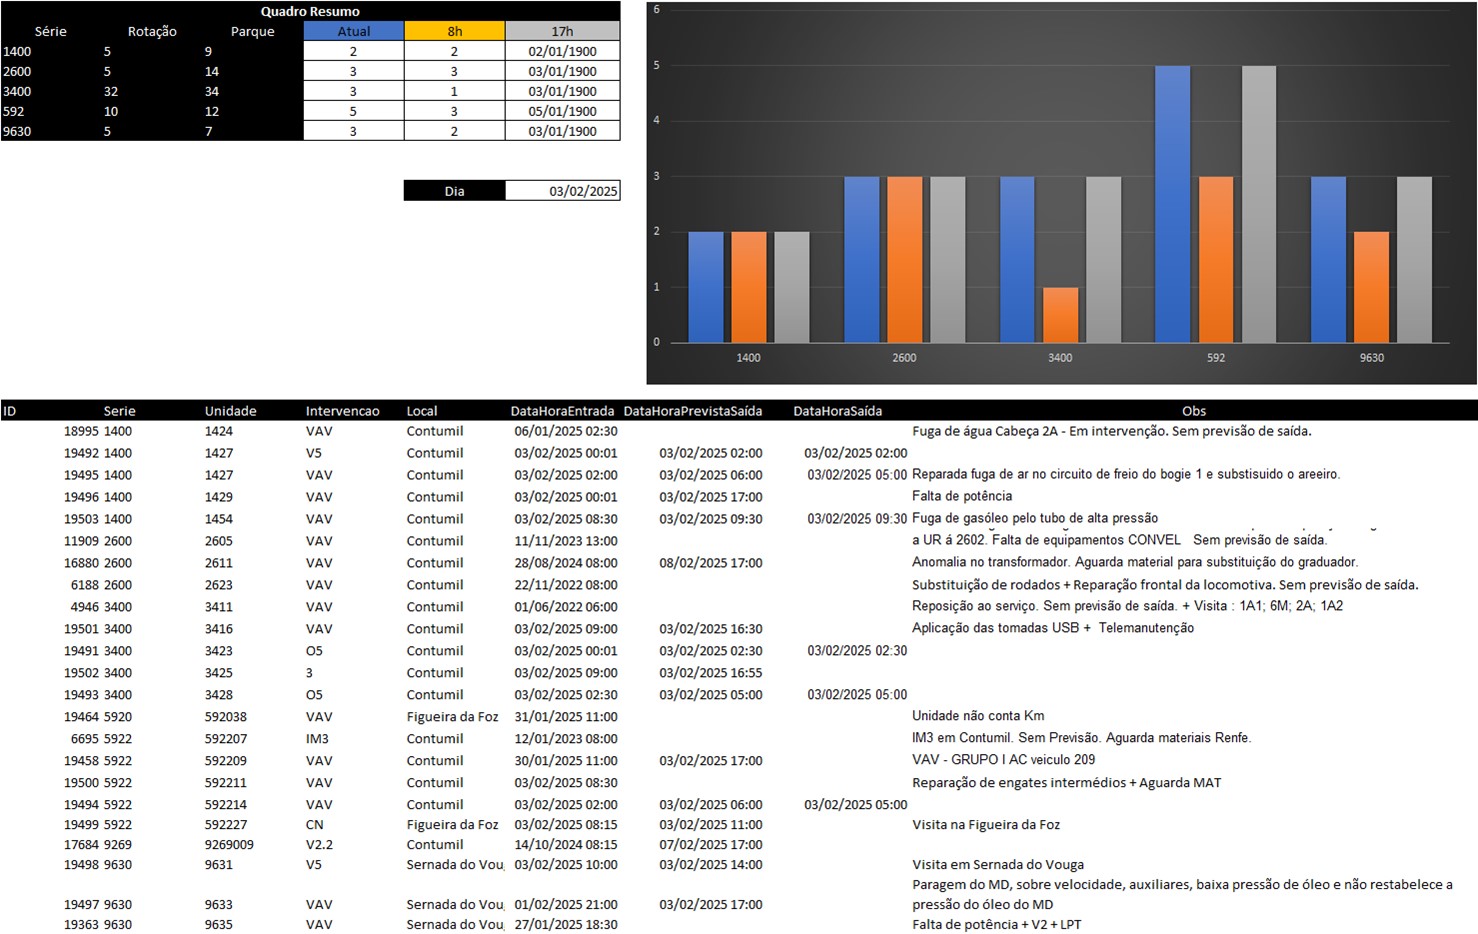 Quadro Resumo
Série Rotação Parque Atual 8h 17h
1400 5 9 2 2 02/01/1900
2600 5 14 3 3 03/01/1900
3400 32 34 3 1 03/01/1900
592 10 12 5 3 05/01/1900
9630 5 7 3 2 03/01/1900
Dia 03/02/2025
6
5
4
3
2
1
0
1400 2600 3400 592 9630
ID Serie Unidade Intervencao Local DataHoraEntrada DataHoraPrevistaSaída DataHoraSaída Obs
18995 1400 1424 VAV Contumil 06/01/2025 02:30 Fuga de água Cabeça 2A - Em intervenção. Sem previsão de saída.
19492 1400 1427 V5 Contumil 03/02/2025 00:01 03/02/2025 02:00 03/02/2025 02:00
19495 1400 1427 VAV Contumil 03/02/2025 02:00 03/02/2025 06:00 03/02/2025 05:00 Reparada fuga de ar no circuito de freio do bogie 1 e substisuido o areeiro.
19496 1400 1429 VAV Contumil 03/02/2025 00:01 03/02/2025 17:00 Falta de potência
19503 1400 1454 VAV Contumil 03/02/2025 08:30 03/02/2025 09:30 03/02/2025 09:30 Fuga de gasóleo pelo tubo de alta pressão
11909 2600 2605 VAV Contumil 11/11/2023 13:00 a UR á 2602. Falta de equipamentos CONVEL Sem previsão de saída.
16880 2600 2611 VAV Contumil 28/08/2024 08:00 08/02/2025 17:00 Anomalia no transformador. Aguarda material para substituição do graduador.
6188 2600 2623 VAV Contumil 22/11/2022 08:00 Substituição de rodados + Reparação frontal da locomotiva. Sem previsão de saída.
4946 3400 3411 VAV Contumil 01/06/2022 06:00 Reposição ao serviço. Sem previsão de saída. + Visita : 1A1; 6M; 2A; 1A2
19501 3400 3416 VAV Contumil 03/02/2025 09:00 03/02/2025 16:30 Aplicação das tomadas USB + Telemanutenção
19491 3400 3423 O5 Contumil 03/02/2025 00:01 03/02/2025 02:30 03/02/2025 02:30
19502 3400 3425 3 Contumil 03/02/2025 09:00 03/02/2025 16:55
19493 3400 3428 O5 Contumil 03/02/2025 02:30 03/02/2025 05:00 03/02/2025 05:00
19464 5920 592038 VAV Figueira da Foz 31/01/2025 11:00 Unidade não conta Km
6695 5922 592207 IM3 Contumil 12/01/2023 08:00 IM3 em Contumil. Sem Previsão. Aguarda materiais Renfe.
19458 5922 592209 VAV Contumil 30/01/2025 11:00 03/02/2025 17:00 VAV - GRUPO I AC veiculo 209
19500 5922 592211 VAV Contumil 03/02/2025 08:30 Reparação de engates intermédios + Aguarda MAT
19494 5922 592214 VAV Contumil 03/02/2025 02:00 03/02/2025 06:00 03/02/2025 05:00
19499 5922 592227 CN Figueira da Foz 03/02/2025 08:15 03/02/2025 11:00 Visita na Figueira da Foz
17684 9269 9269009 V2.2 Contumil 14/10/2024 08:15 07/02/2025 17:00
19498 9630 9631 V5 Sernada do Voug 03/02/2025 10:00 03/02/2025 14:00 Visita em Sernada do Vouga
Paragem do MD, sobre velocidade, auxiliares, baixa pressão de óleo e não restabelece a
19497 9630 9633 VAV Sernada do Voug 01/02/2025 21:00 03/02/2025 17:00 pressão do óleo do MD
19363 9630 9635 VAV Sernada do Voug 27/01/2025 18:30 Falta de potência + V2 + LPT